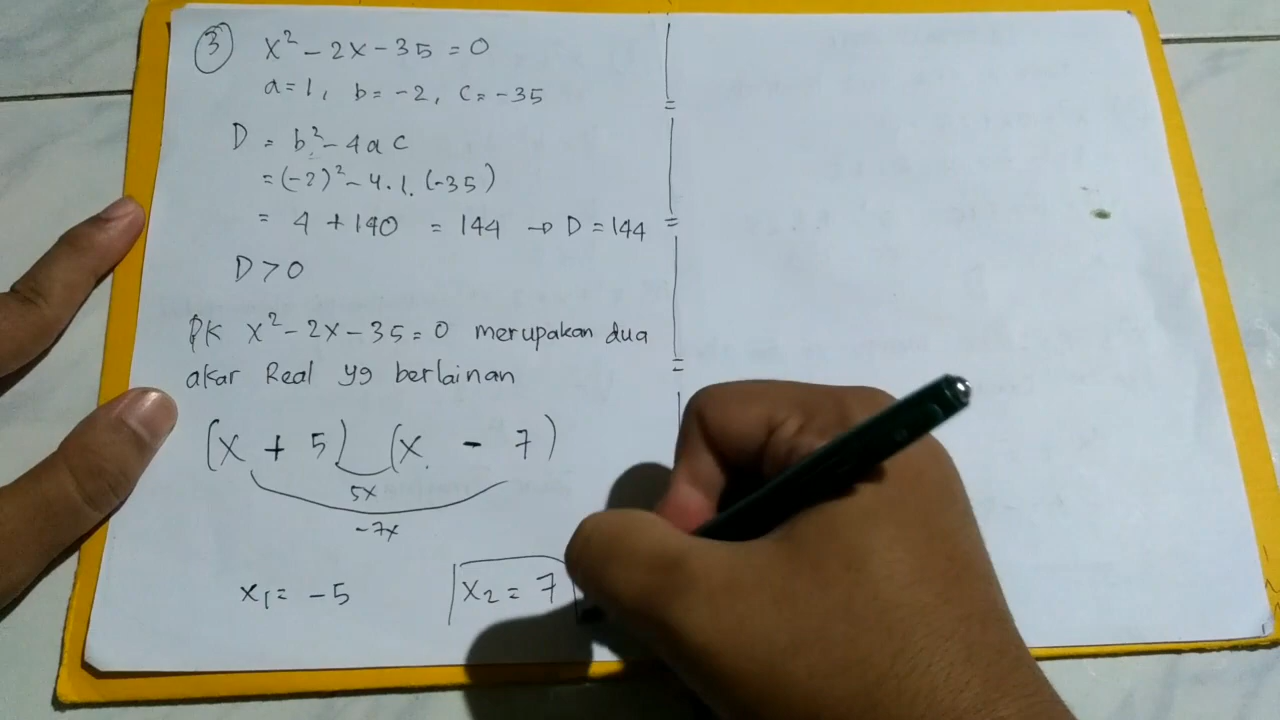 3 x² - 2x - 35 = 0
a = 1, b = -2, c = -35
D = b² - 4ac
= (-2)² - 4.1.(-35)
= 4 + 140 = 144 → D = 144
D > 0
PK x² - 2x - 35 = 0 merupakan dua
akar Real yg berlainan
(x + 5) (x - 7)
5x
-7x
x₁ = -5 x₂ = 7